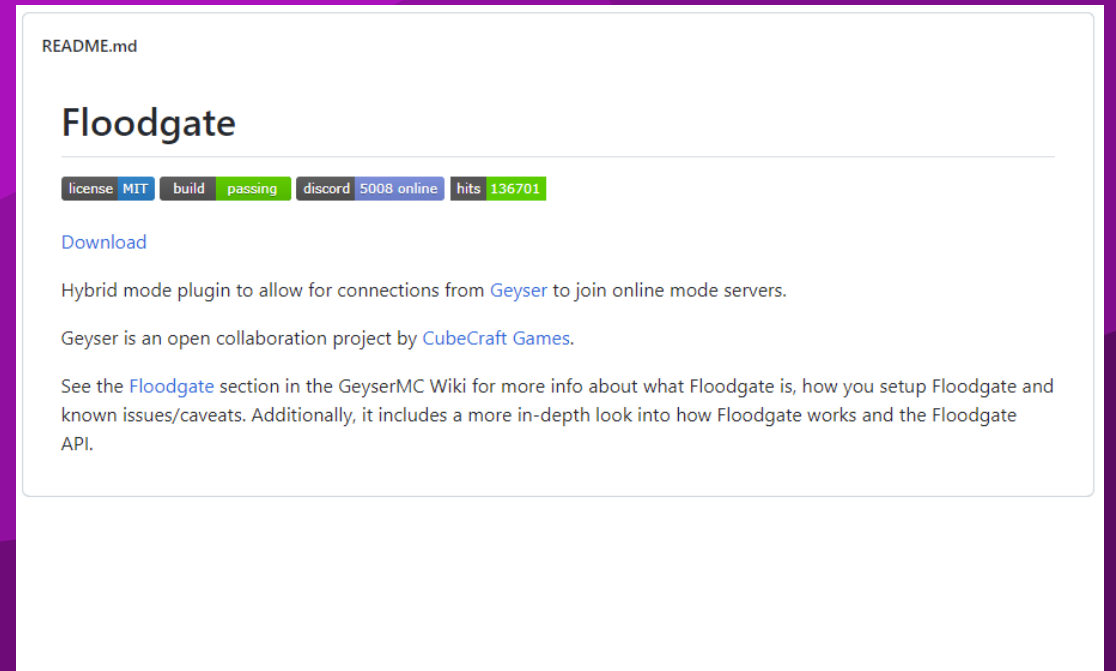 README.md
Floodgate
license MIT build passing discord 5008 online hits 136701
Download
Hybrid mode plugin to allow for connections from Geyser to join online mode servers.
Geyser is an open collaboration project by CubeCraft Games.
See the Floodgate section in the GeyserMC Wiki for more info about what Floodgate is, how you setup Floodgate and
known issues/caveats. Additionally, it includes a more in-depth look into how Floodgate works and the Floodgate
API.